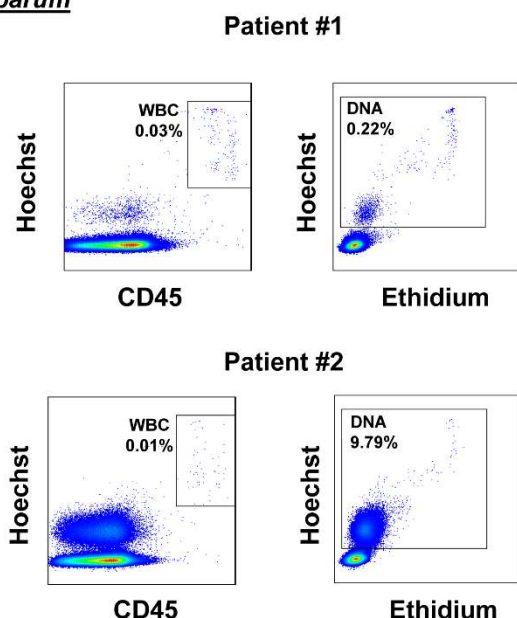 Patient #1
WBC
0.03%
DNA
0.22%
Hoechst
Hoechst
CD45
Ethidium
Patient #2
WBC
0.01%
DNA
9.79%
Hoechst
Hoechst
CD45
Ethidium